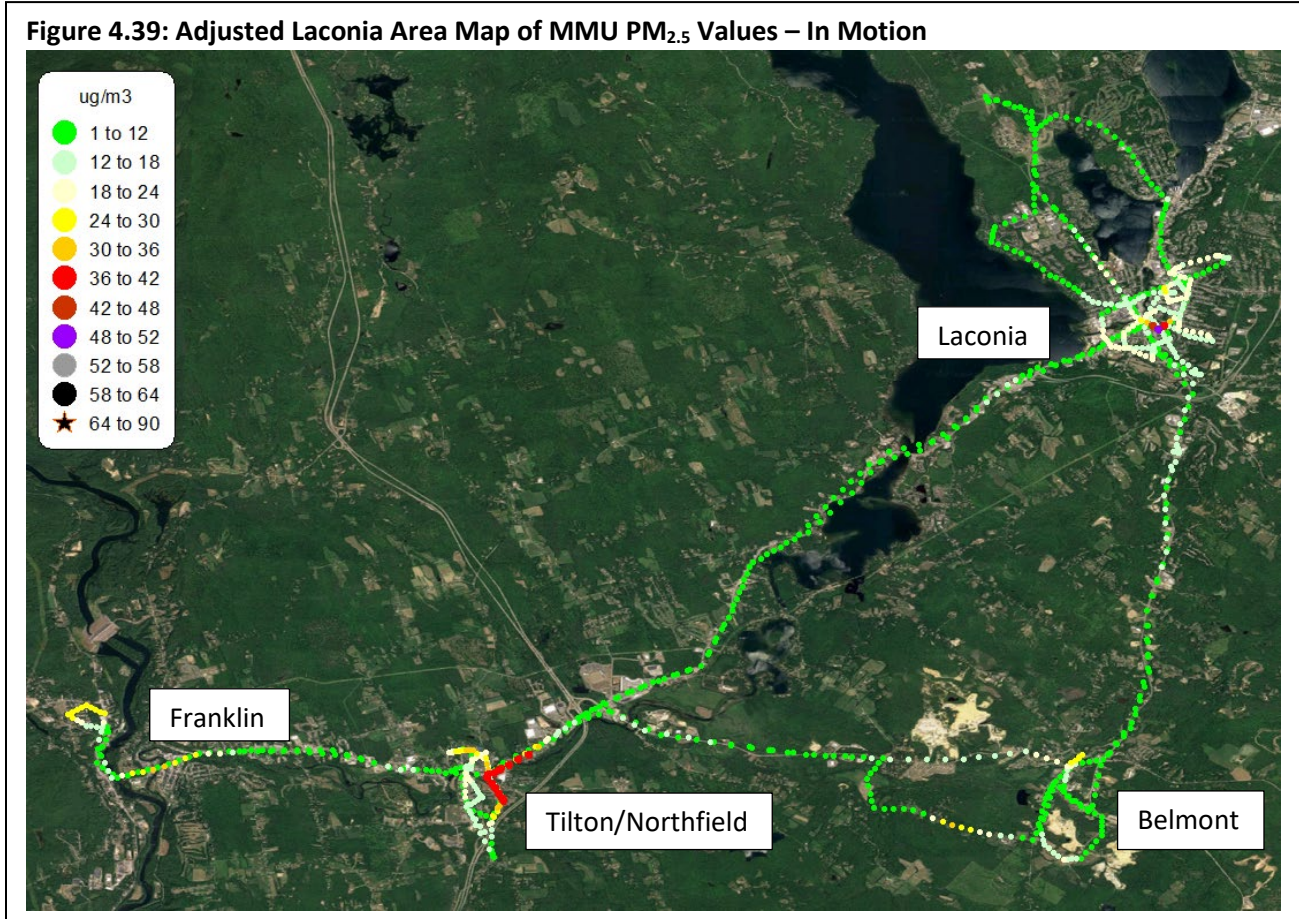 Figure 4.39: Adjusted Laconia Area Map of MMU PM2.5 Values – In Motion
ug/m3
1 to 12
12 to 18
18 to 24
24 to 30
30 to 36
36 to 42
42 to 48
48 to 52
52 to 58
58 to 64
64 to 90
Laconia
Franklin
Tilton/Northfield
Belmont